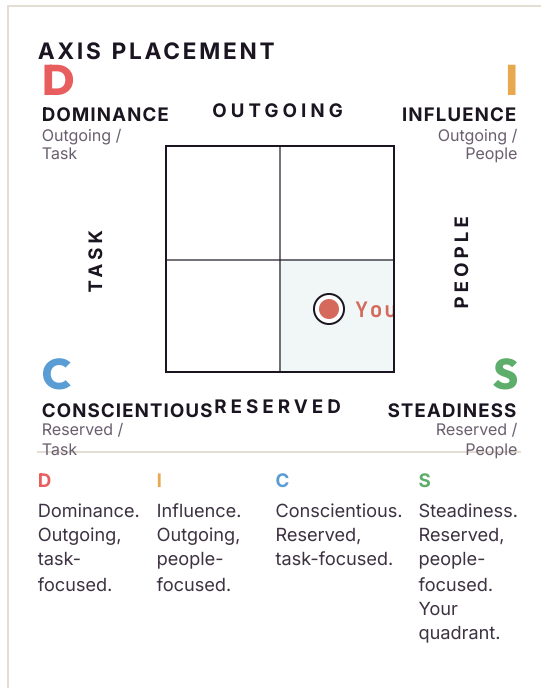 AXIS PLACEMENT
D
DOMINANCE
Outgoing /
Task
OUTGOING
I
INFLUENCE
Outgoing /
People
TASK
PEOPLE
You
C
CONSCIENTIOUS
Reserved /
Task
RESERVED
S
STEADINESS
Reserved /
People
D
Dominance.
Outgoing,
task-
focused.
I
Influence.
Outgoing,
people-
focused.
C
Conscientious.
Reserved,
task-focused.
S
Steadiness.
Reserved,
people-
focused.
Your
quadrant.